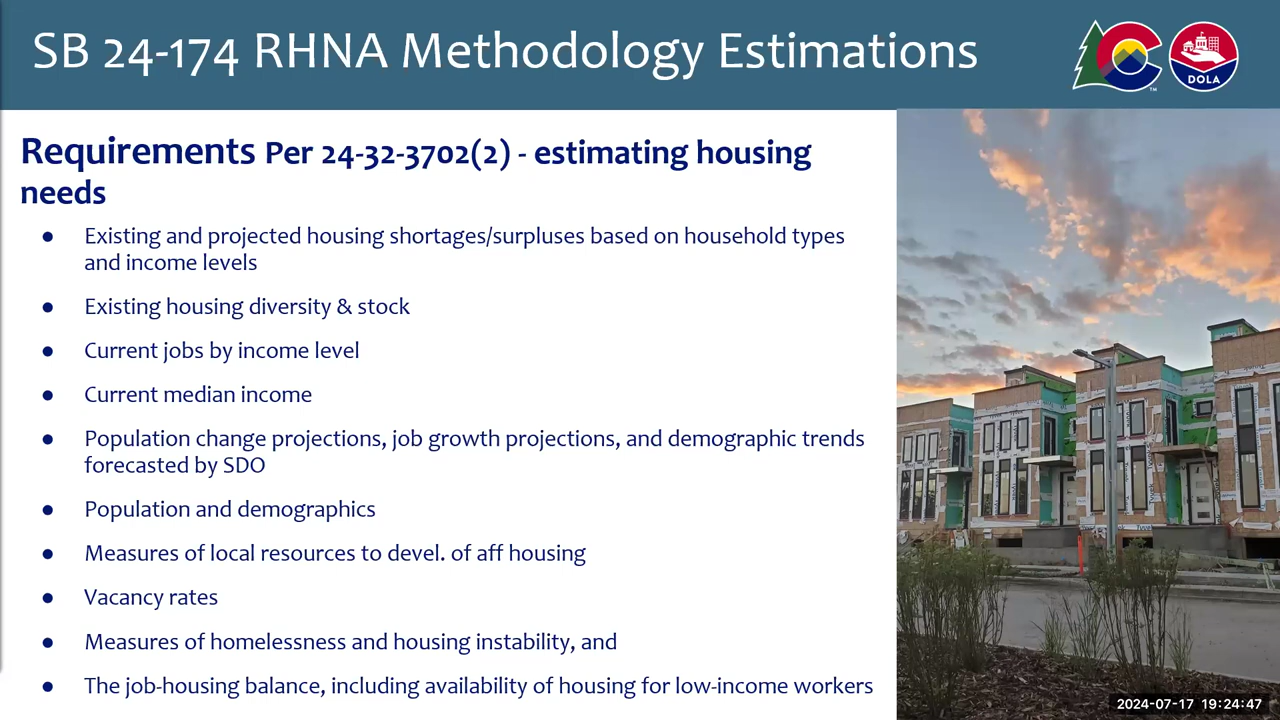 SB 24-174 RHNA Methodology Estimations
DOLA
TM
Requirements Per 24-32-3702(2) - estimating housing
needs
● Existing and projected housing shortages/surpluses based on household types
and income levels
● Existing housing diversity & stock
● Current jobs by income level
● Current median income
● Population change projections, job growth projections, and demographic trends
forecasted by SDO
● Population and demographics
● Measures of local resources to devel. of aff housing
● Vacancy rates
● Measures of homelessness and housing instability, and
● The job-housing balance, including availability of housing for low-income workers
2024-07-17 19:24:47